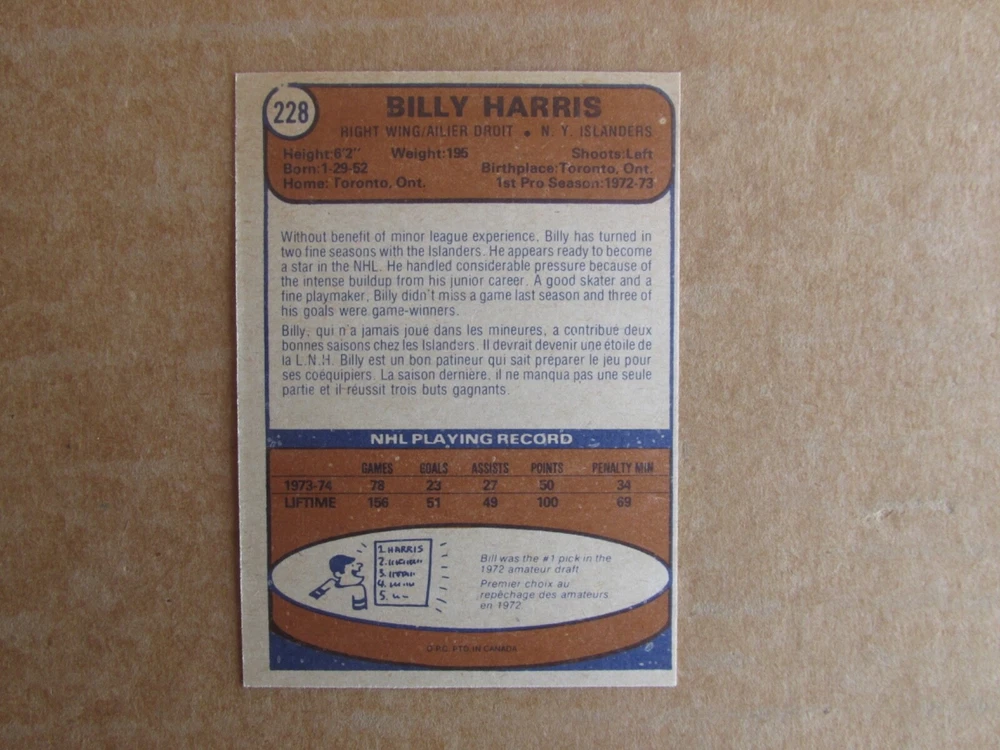 228
BILLY HARRIS
RIGHT WING/AILIER DROIT • N. Y. ISLANDERS
Height:6'2" Weight:195 Shoots:Left
Born:1-29-52 Birthplace:Toronto, Ont.
Home: Toronto, Ont. 1st Pro Season:1972-73
Without benefit of minor league experience, Billy has turned in
two fine seasons with the Islanders. He appears ready to become
a star in the NHL. He handled considerable pressure because of
the intense buildup from his junior career. A good skater and a
fine playmaker, Billy didn't miss a game last season and three of
his goals were game-winners.
Billy, qui n'a jamais joué dans les mineures, a contribué deux
bonnes saisons chez les Islanders. Il devrait devenir une étoile de
la L.N.H. Billy est un bon patineur qui sait préparer le jeu pour
ses coéquipiers. La saison dernière, il ne manqua pas une seule
partie et il réussit trois buts gagnants.
NHL PLAYING RECORD
GAMES GOALS ASSISTS POINTS PENALTY MIN.
1973-74 78 23 27 50 34
LIFTIME 156 51 49 100 69
1. HARRIS
2.
3.
4.
5.
Bill was the #1 pick in the
1972 amateur draft
Premier choix au
repêchage des amateurs
en 1972
O.P.C. PTD. IN CANADA